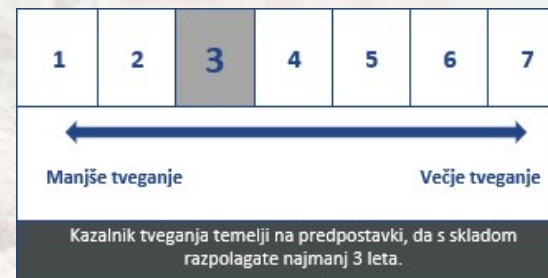 1 2 3 4 5 6 7
Manjše tveganje Večje tveganje
Kazalnik tveganja temelji na predpostavki, da s skladom
razpolagate najmanj 3 leta.